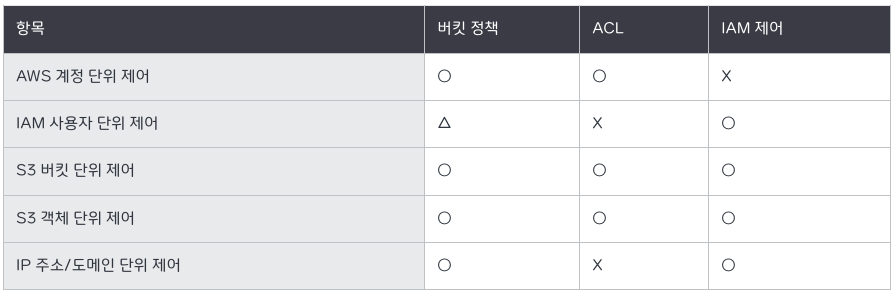 항목 버킷 정책 ACL IAM 제어
AWS 계정 단위 제어 ○ ○ X
IAM 사용자 단위 제어 △ X ○
S3 버킷 단위 제어 ○ ○ ○
S3 객체 단위 제어 ○ ○ ○
IP 주소/도메인 단위 제어 ○ X ○